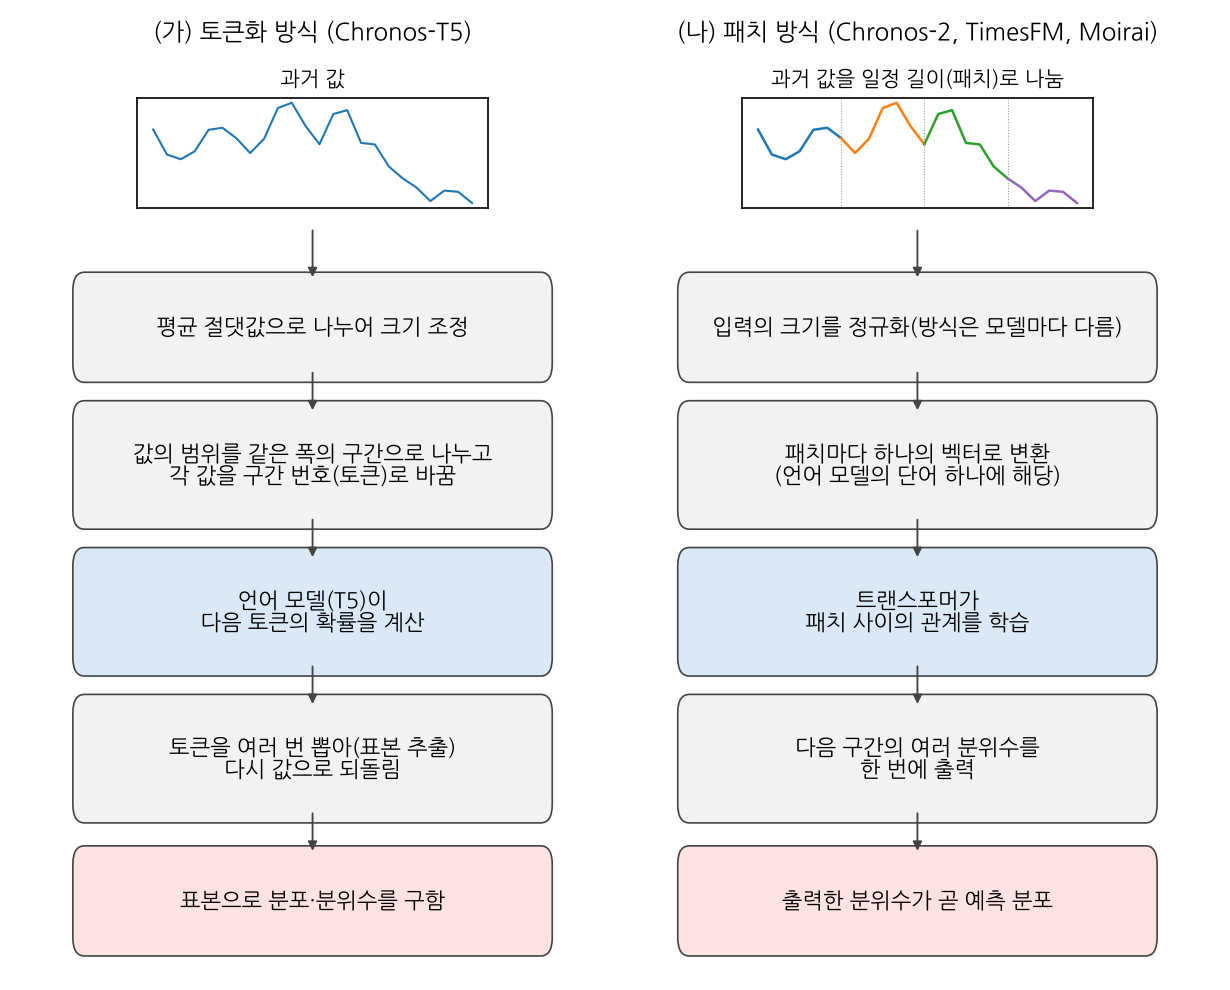 (가) 토큰화 방식 (Chronos-T5)
과거 값
평균 절댓값으로 나누어 크기 조정
값의 범위를 같은 폭의 구간으로 나누고
각 값을 구간 번호(토큰)로 바꿈
언어 모델(T5)이
다음 토큰의 확률을 계산
토큰을 여러 번 뽑아(표본 추출)
다시 값으로 되돌림
표본으로 분포·분위수를 구함
(나) 패치 방식 (Chronos-2, TimesFM, Moirai)
과거 값을 일정 길이(패치)로 나눔
입력의 크기를 정규화(방식은 모델마다 다름)
패치마다 하나의 벡터로 변환
(언어 모델의 단어 하나에 해당)
트랜스포머가
패치 사이의 관계를 학습
다음 구간의 여러 분위수를
한 번에 출력
출력한 분위수가 곧 예측 분포